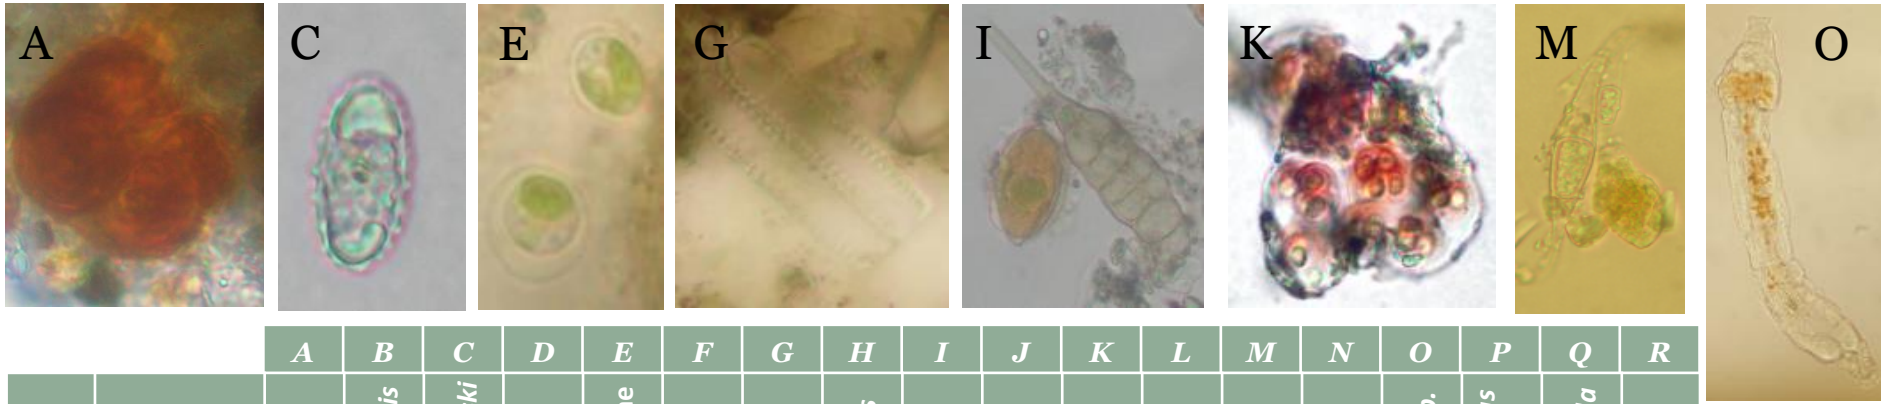 A C E G I K M O
A B C D E F G H I J K L M N O P Q R